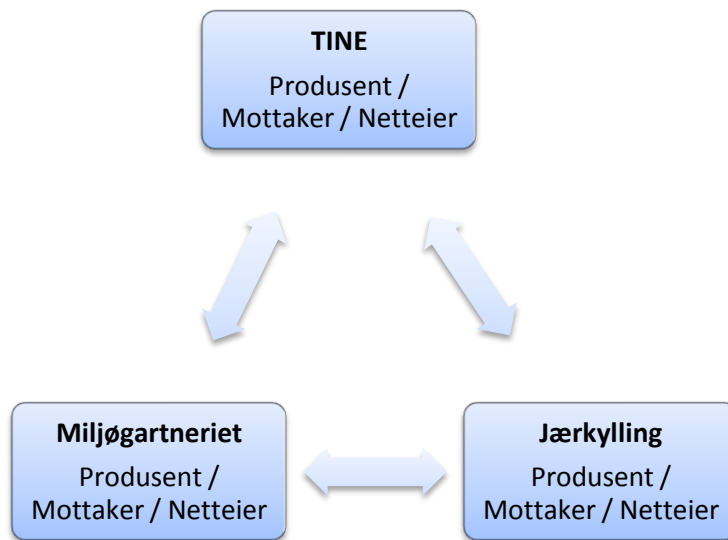 TINE
Produsent /
Mottaker / Netteier
Miljøgartneriet
Produsent /
Mottaker / Netteier
Jærkylling
Produsent /
Mottaker / Netteier